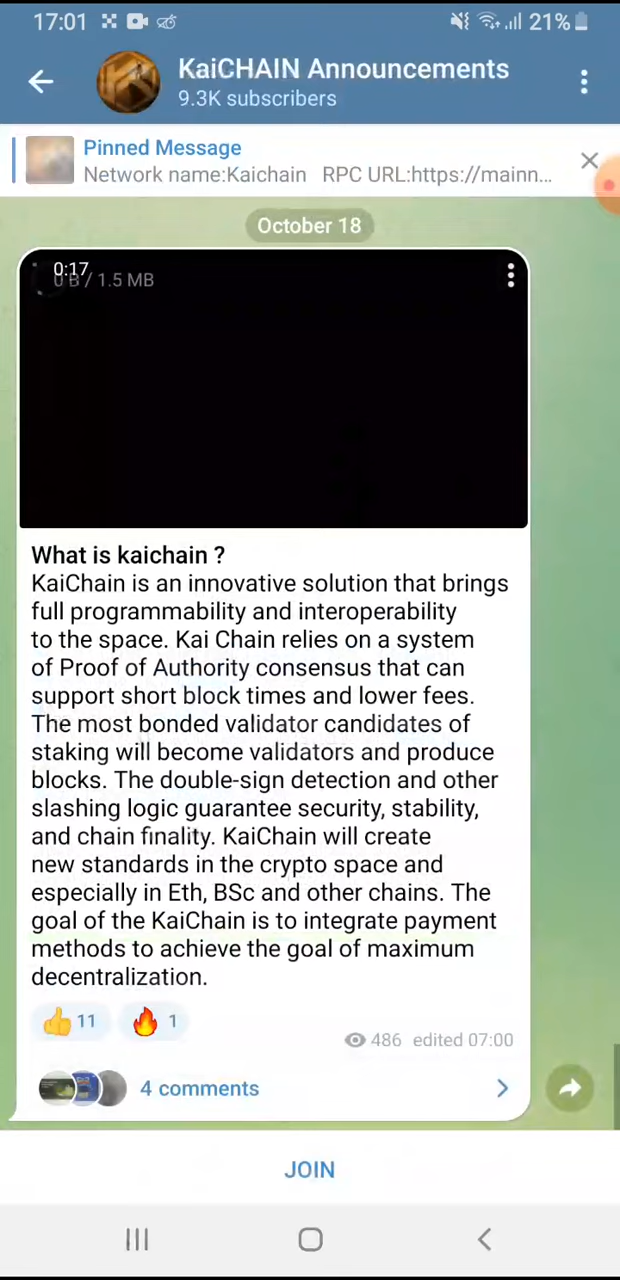 17:01 21%
KaiCHAIN Announcements
9.3K subscribers
Pinned Message
Network name:Kaichain RPC URL:https://mainn...
October 18
0:17
0 B / 1.5 MB
What is kaichain ?
KaiChain is an innovative solution that brings
full programmability and interoperability
to the space. Kai Chain relies on a system
of Proof of Authority consensus that can
support short block times and lower fees.
The most bonded validator candidates of
staking will become validators and produce
blocks. The double-sign detection and other
slashing logic guarantee security, stability,
and chain finality. KaiChain will create
new standards in the crypto space and
especially in Eth, BSc and other chains. The
goal of the KaiChain is to integrate payment
methods to achieve the goal of maximum
decentralization.
11 1
486 edited 07:00
4 comments
JOIN